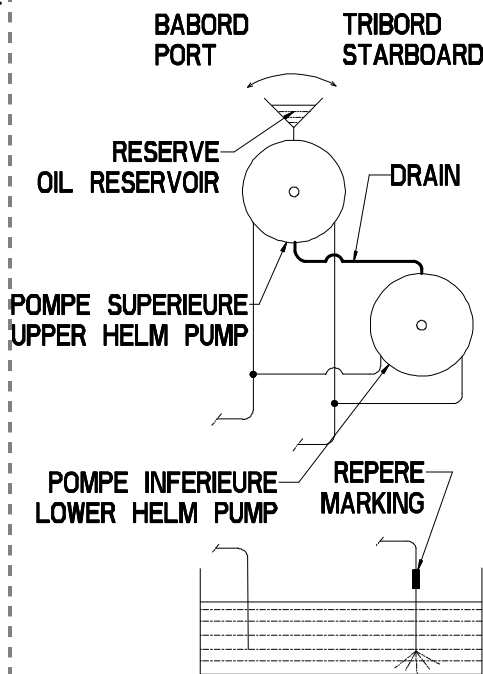 BABORD
PORT
TRIBORD
STARBOARD
RESERVE
OIL RESERVOIR
DRAIN
POMPE SUPERIEURE
UPPER HELM PUMP
POMPE INFERIEURE
LOWER HELM PUMP
REPERE
MARKING